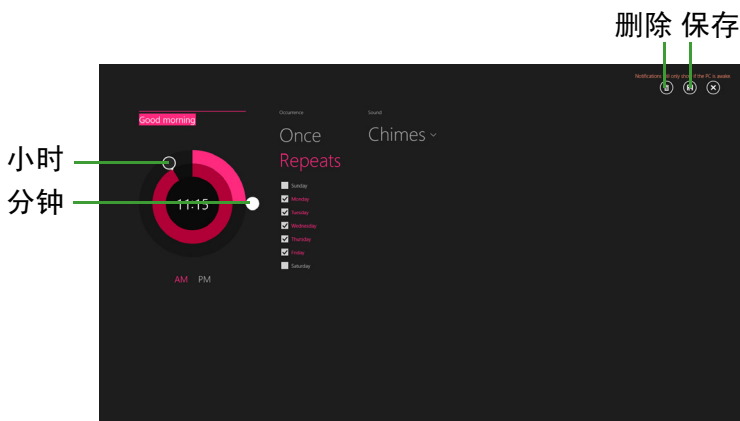 删除 保存
Notifications will only show if the PC is awake.
Good morning
Occurrence
Sound
Once
Chimes
Repeats
小时
分钟
11:15
Sunday
Monday
Tuesday
Wednesday
Thursday
Friday
Saturday
AM PM